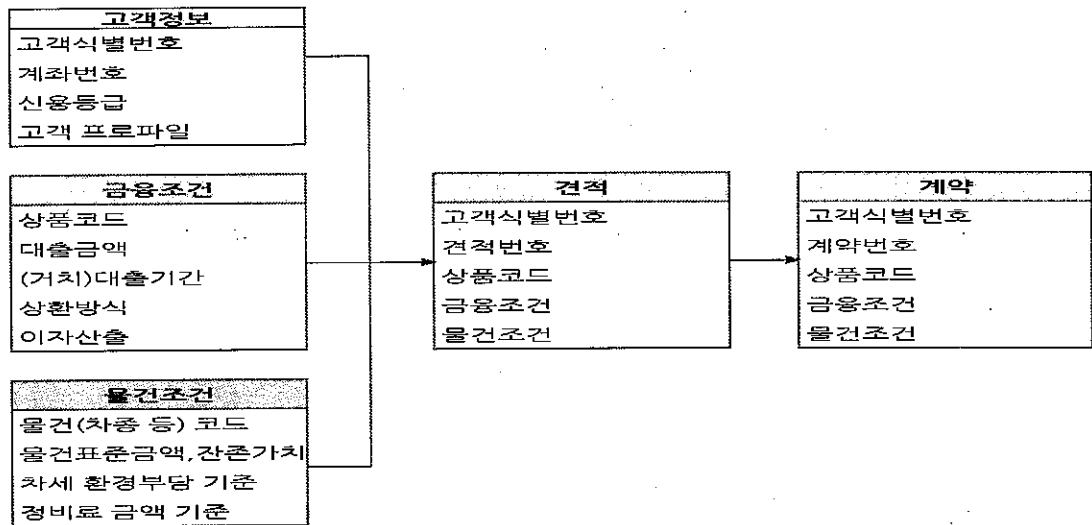 고객정보
고객식별번호
계좌번호
신용등급
고객 프로파일
금융조건
상품코드
대출금액
(거치)대출기간
상환방식
이자산출
물건조건
물건(차종 등) 코드
물건표준금액,잔존가치
차세 환경부담 기준
정비료 금액 기준
견적
고객식별번호
견적번호
상품코드
금융조건
물건조건
계약
고객식별번호
계약번호
상품코드
금융조건
물건조건